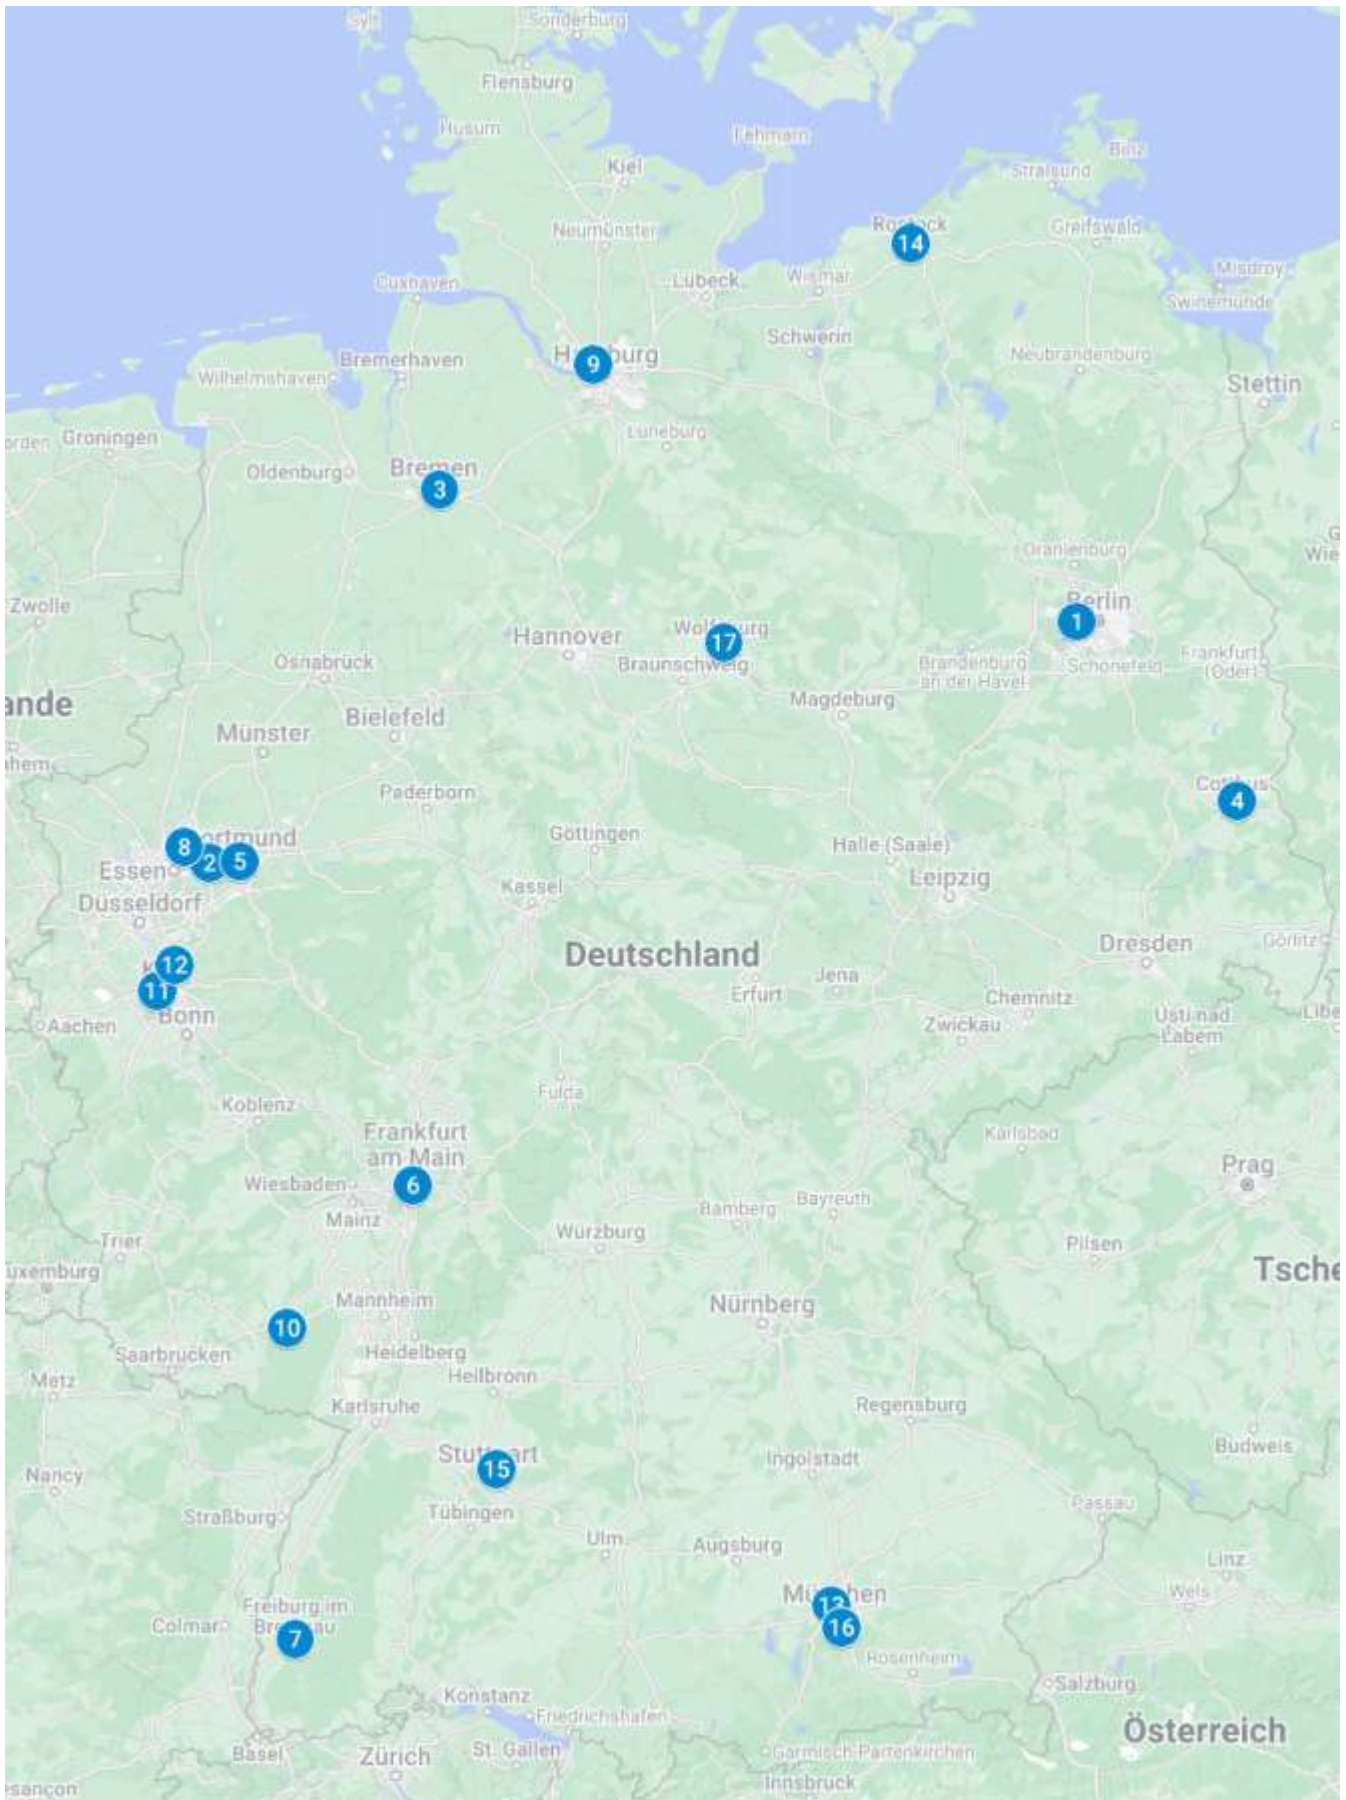 Sylt
Sonderburg
Flensburg
Husum
Fehmarn
Binz
Kiel
Stralsund
Neumünster
14
Greifswald
Cuxhaven
Lübeck
Wismar
Misdroy
Swinemünde
Schwerin
9
Bremerhaven
Neubrandenburg
Wilhelmshaven
Stettin
Groningen
Lüneburg
Oldenburg
Bremen
3
Oranienburg
Zwolle
Berlin
1
Hannover
17
Braunschweig
Osnabrück
Brandenburg
an der Havel
Schönefeld
Frankfurt
(Oder)
Magdeburg
Bielefeld
Münster
4
Paderborn
Göttingen
Halle (Saale)
8
2
5
Essen
Kassel
Leipzig
Düsseldorf
Deutschland
Dresden
Görlitz
12
11
Jena
Erfurt
Chemnitz
Bonn
Aachen
Zwickau
Usti nad
Labem
Fulda
Koblenz
Frankfurt
am Main
6
Karlsbad
Prag
Wiesbaden
Mainz
Bamberg
Bayreuth
Würzburg
Trier
Pilsen
Mannheim
Nürnberg
10
Saarbrücken
Heidelberg
Heilbronn
Metz
Karlsruhe
Regensburg
Budweis
15
Ingolstadt
Nancy
Straßburg
Tübingen
Passau
Ulm
Augsburg
Linz
Wels
13
16
Freiburg im
7
Colmar
Rosenheim
Salzburg
Konstanz
Friedrichshafen
Österreich
Basel
Zürich
St. Gallen
Garmisch-Partenkirchen
Innsbruck